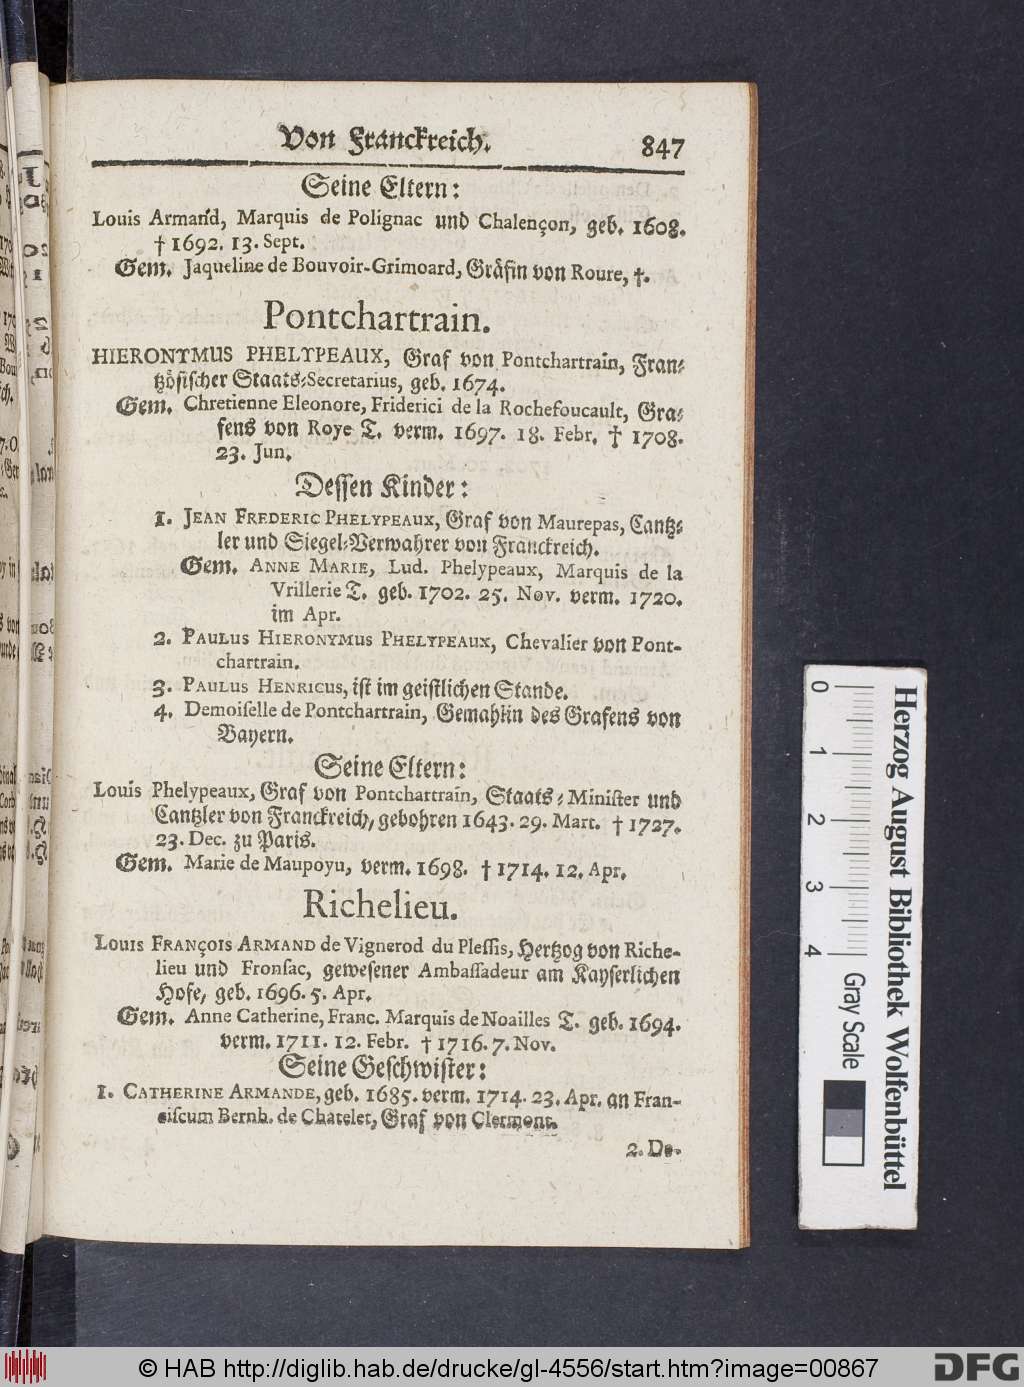 Von Franckreich. 847
Seine Eltern:
Louis Armand, Marquis de Polignac und Chalençon, geb. 1608.
† 1692. 13. Sept.
Gem. Jaqueline de Bouvoir-Grimoard, Gräfin von Roure, †.
Pontchartrain.
HIERONYMUS PHELYPEAUX, Graf von Pontchartrain, Fran-
tzösischer Staats-Secretarius, geb. 1674.
Gem. Chretienne Eleonore, Friderici de la Rochefoucault, Gra-
fens von Roye T. verm. 1697. 18. Febr. † 1708.
23. Jun.
Dessen Kinder:
1. JEAN FREDERIC PHELYPEAUX, Graf von Maurepas, Cantz-
ler und Siegel-Verwahrer von Franckreich.
Gem. ANNE MARIE, Lud. Phelypeaux, Marquis de la
Vrillerie T. geb. 1702. 25. Nov. verm. 1720.
im Apr.
2. PAULUS HIERONYMUS PHELYPEAUX, Chevalier von Pont-
chartrain.
3. PAULUS HENRICUS, ist im geistlichen Stande.
4. Demoiselle de Pontchartrain, Gemahlin des Grafens von
Bayern.
Seine Eltern:
Louis Phelypeaux, Graf von Pontchartrain, Staats-Minister und
Cantzler von Franckreich, gebohren 1643. 29. Mart. † 1727.
23. Dec. zu Paris.
Gem. Marie de Maupoyu, verm. 1698. † 1714. 12. Apr.
Richelieu.
LOUIS FRANÇOIS ARMAND de Vignerod du Plessis, Hertzog von Riche-
lieu und Fronsac, gewesener Ambassadeur am Kayserlichen
Hofe, geb. 1696. 5. Apr.
Gem. Anne Catherine, Franc. Marquis de Noailles T. geb. 1694.
verm. 1711. 12. Febr. † 1716. 7. Nov.
Seine Geschwister:
1. CATHERINE ARMANDE, geb. 1685. verm. 1714. 23. Apr. an Fran-
ciscum Bernh. de Chatelet, Graf von Clermont.
2. De-
0 1 2 3 4 Gray Scale
Herzog August Bibliothek Wolfenbüttel
© HAB http://diglib.hab.de/drucke/gl-4556/start.htm?image=00867 DFG